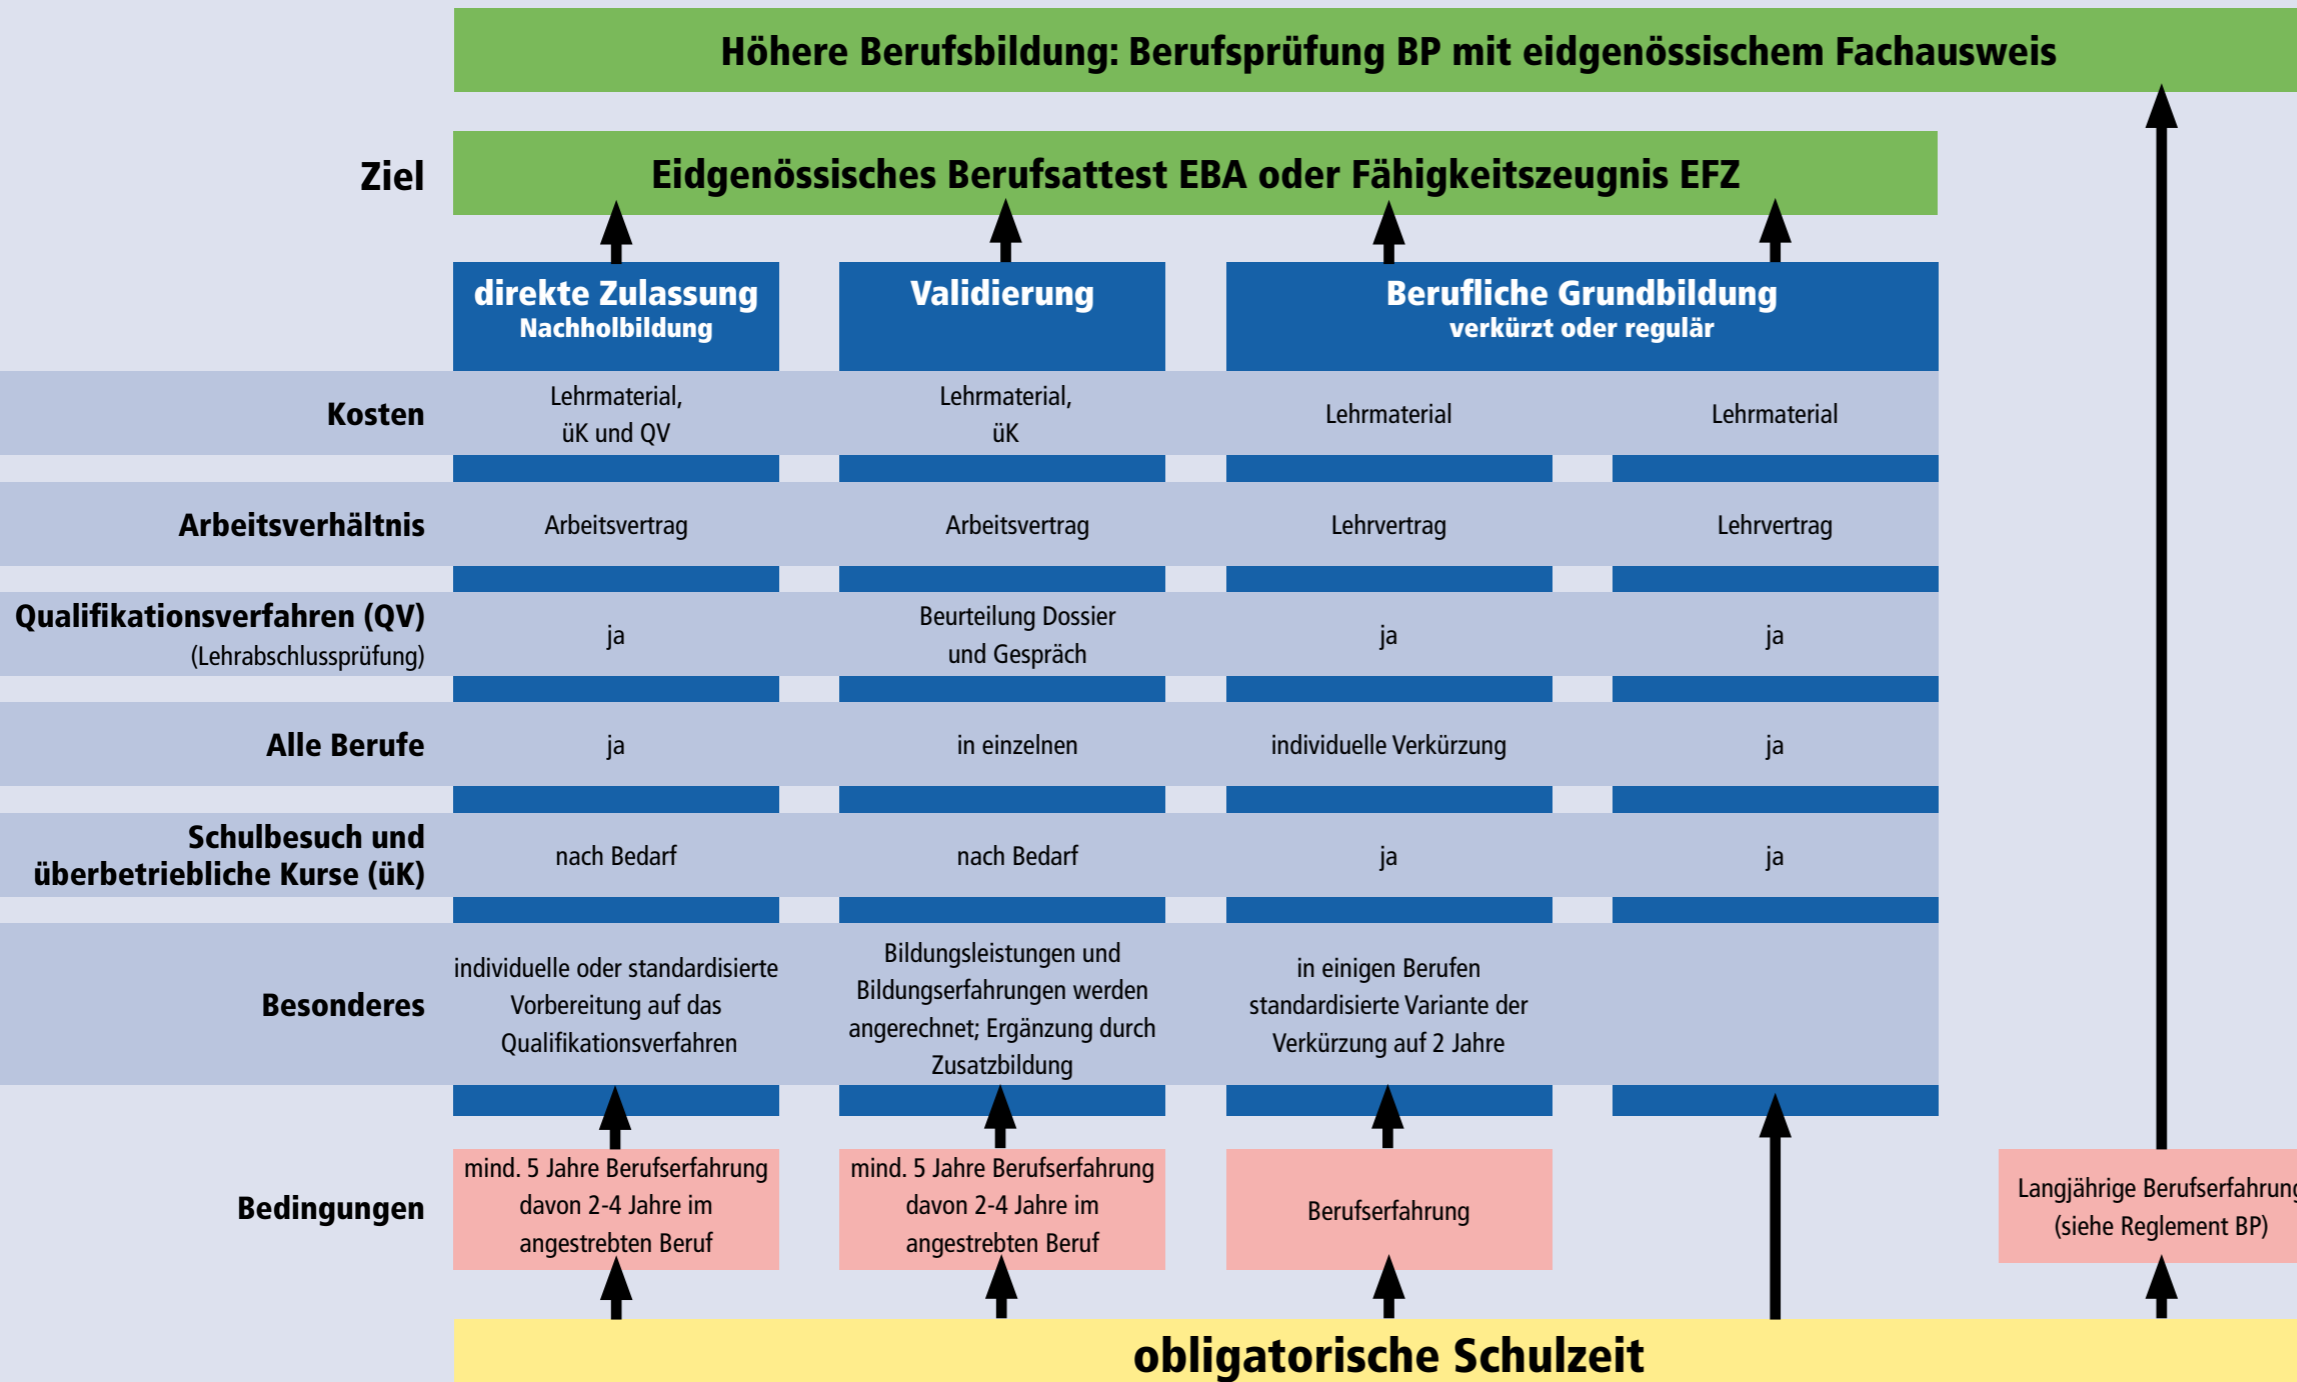 Höhere Berufsbildung: Berufsprüfung BP mit eidgenössischem Fachausweis
Ziel
Eidgenössisches Berufsattest EBA oder Fähigkeitszeugnis EFZ
direkte Zulassung
Nachholbildung
Validierung
Berufliche Grundbildung
verkürzt oder regulär
Kosten
Lehrmaterial,
üK und QV
Lehrmaterial,
üK
Lehrmaterial
Lehrmaterial
Arbeitsverhältnis
Arbeitsvertrag
Arbeitsvertrag
Lehrvertrag
Lehrvertrag
Qualifikationsverfahren (QV)
(Lehrabschlussprüfung)
ja
Beurteilung Dossier
und Gespräch
ja
ja
Alle Berufe
ja
in einzelnen
individuelle Verkürzung
ja
Schulbesuch und
überbetriebliche Kurse (üK)
nach Bedarf
nach Bedarf
ja
ja
Besonderes
individuelle oder standardisierte
Vorbereitung auf das
Qualifikationsverfahren
Bildungsleistungen und
Bildungserfahrungen werden
angerechnet; Ergänzung durch
Zusatzbildung
in einigen Berufen
standardisierte Variante der
Verkürzung auf 2 Jahre
Bedingungen
mind. 5 Jahre Berufserfahrung
davon 2-4 Jahre im
angestrebten Beruf
mind. 5 Jahre Berufserfahrung
davon 2-4 Jahre im
angestrebten Beruf
Berufserfahrung
Langjährige Berufserfahrung
(siehe Reglement BP)
obligatorische Schulzeit